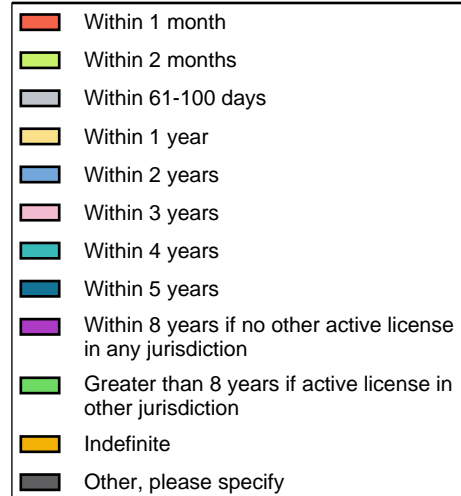 Within 1 month
Within 2 months
Within 61-100 days
Within 1 year
Within 2 years
Within 3 years
Within 4 years
Within 5 years
Within 8 years if no other active license
in any jurisdiction
Greater than 8 years if active license in
other jurisdiction
Indefinite
Other, please specify